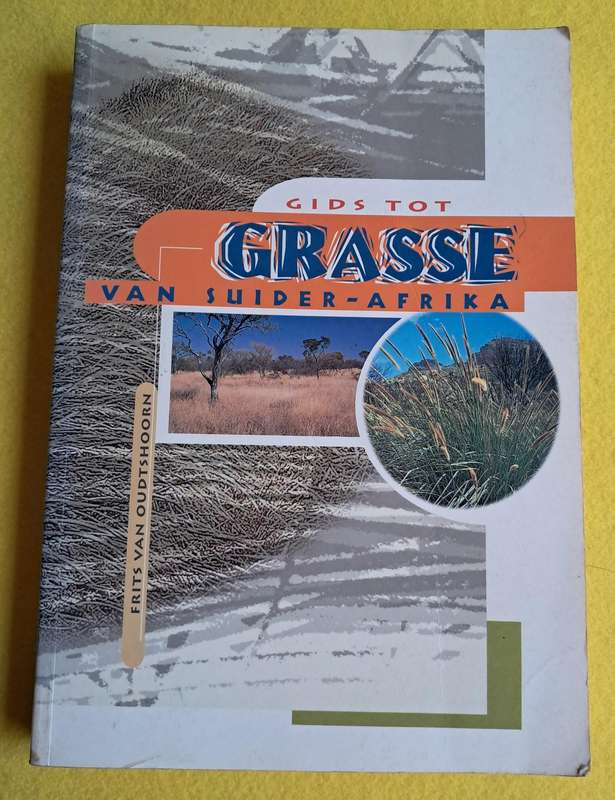 GIDS TOT
GRASSE
VAN SUIDER-AFRIKA
FRITS VAN OUDTSHOORN